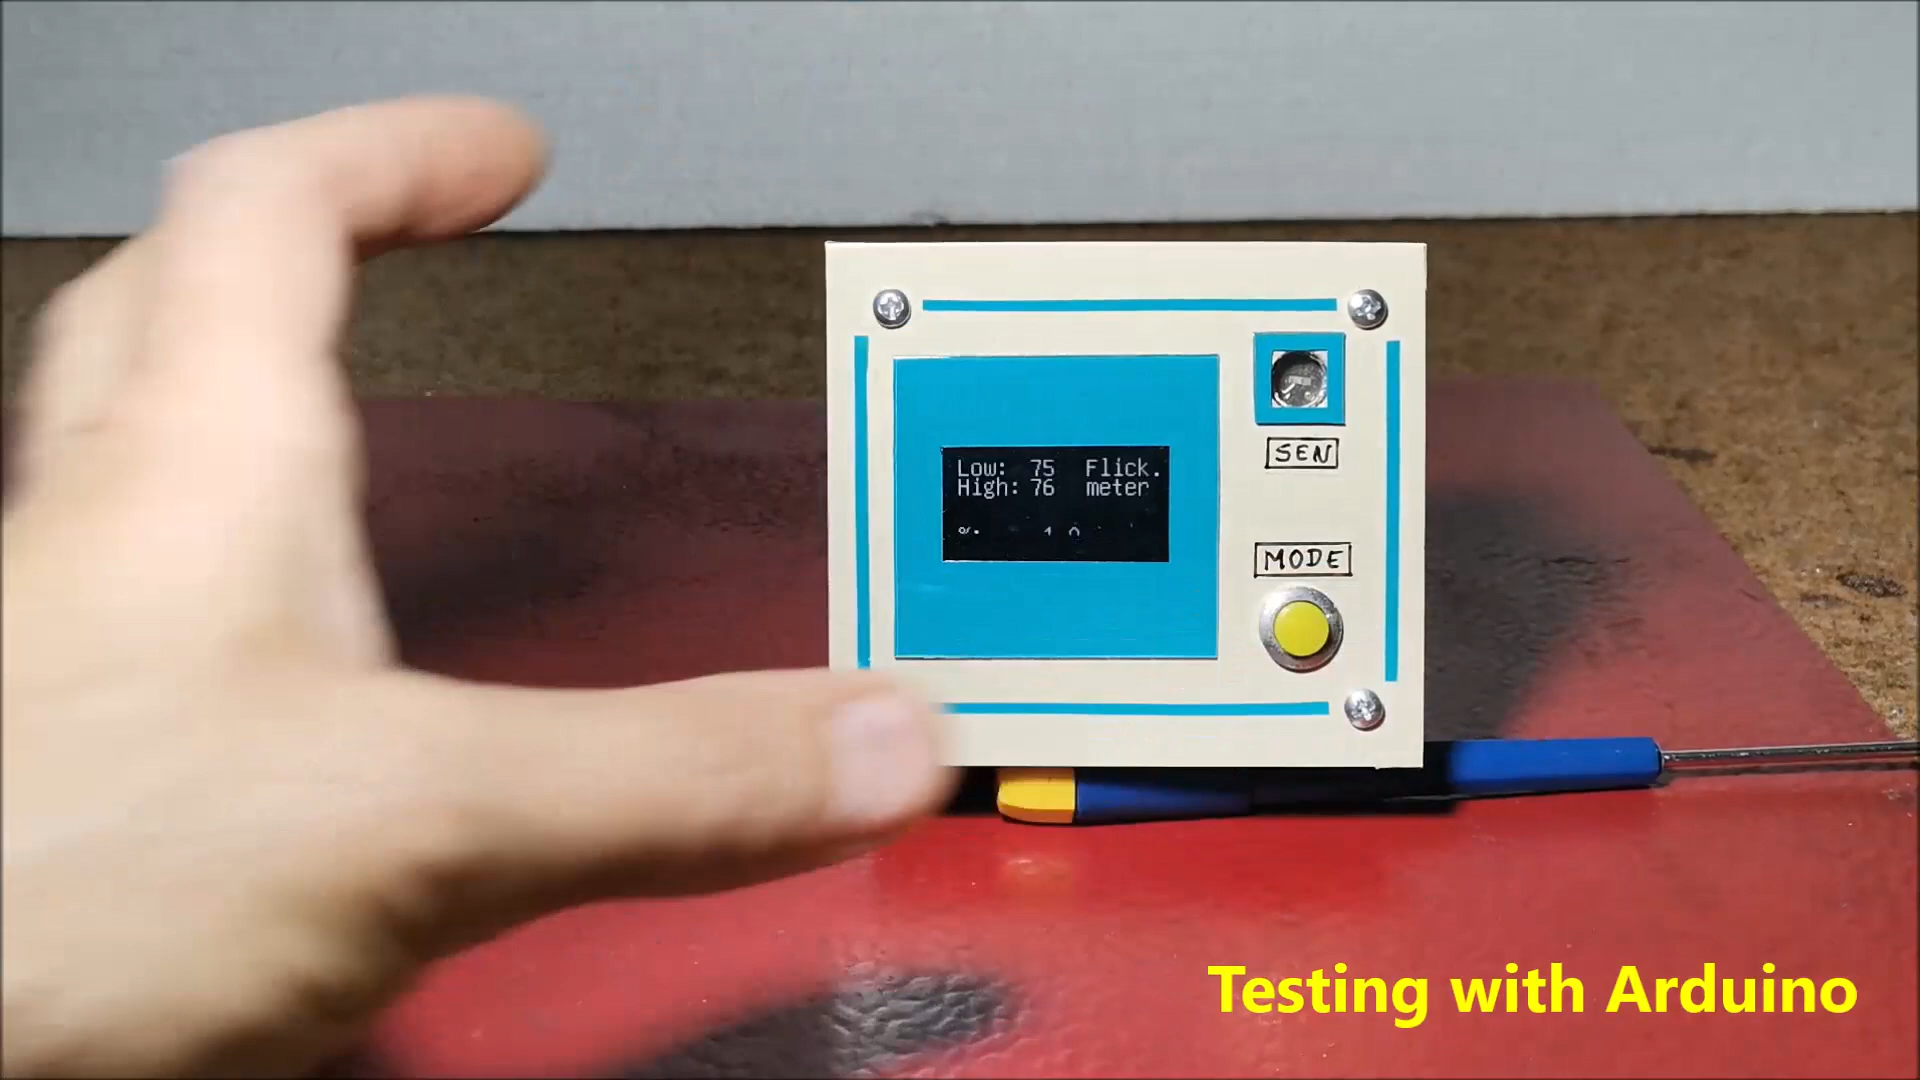 Low: 75 Flick.
High: 76 meter
SEN
MODE
Testing with Arduino